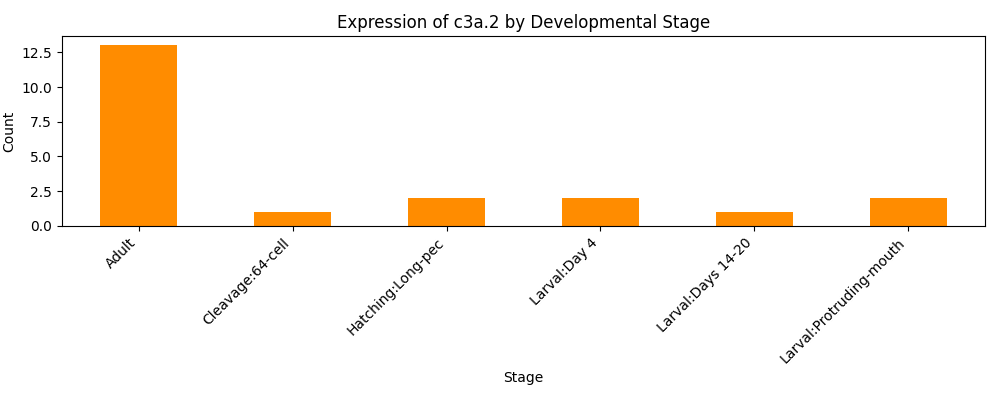 Expression of c3a.2 by Developmental Stage
Count
12.5
10.0
7.5
5.0
2.5
0.0
Adult
Cleavage:64-cell
Hatching:Long-pec
Larval:Day 4
Larval:Days 14-20
Larval:Protruding-mouth
Stage